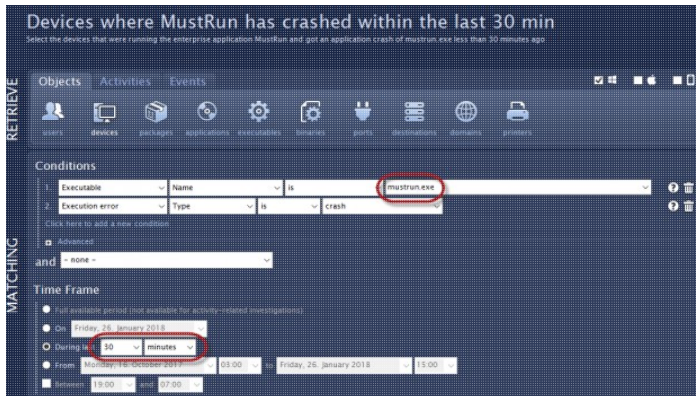 Devices where MustRun has crashed within the last 30 min
Select the devices that were running the enterprise application MustRun and got an application crash of mustrun.exe less than 30 minutes ago
RETRIEVE
Objects Activities Events
users devices packages applications executables binaries ports destinations domains printers
MATCHING
Conditions
1. Executable Name is mustrun.exe
2. Execution error Type is crash
Click here to add a new condition
Advanced
and - none -
Time Frame
Full available period (not available for activity-related investigations)
On Friday, 26. January 2018
During last 30 minutes
From Monday, 16. October 2017 03:00 to Friday, 26. January 2018 15:00
Between 19:00 and 07:00